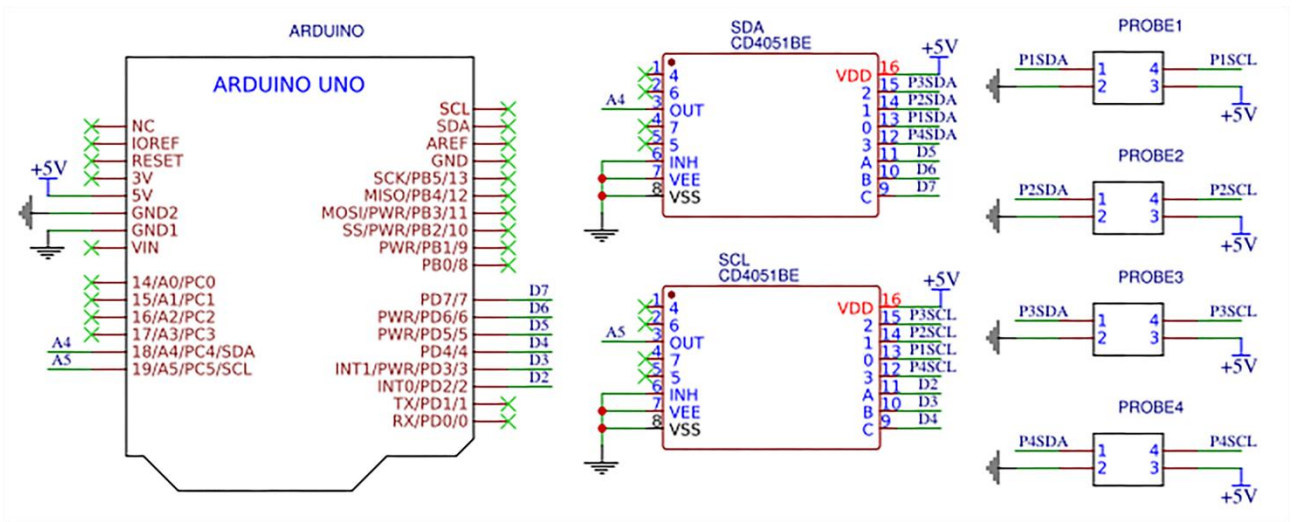 ARDUINO
ARDUINO UNO
NC
IOREF
RESET
3V
+5V
5V
GND2
GND1
VIN
14/A0/PC0
15/A1/PC1
16/A2/PC2
17/A3/PC3
A4
18/A4/PC4/SDA
A5
19/A5/PC5/SCL
SCL
SDA
AREF
GND
SCK/PB5/13
MISO/PB4/12
MOSI/PWR/PB3/11
SS/PWR/PB2/10
PWR/PB1/9
PB0/8
PD7/7 D7
PWR/PD6/6 D6
PWR/PD5/5 D5
PD4/4 D4
INT1/PWR/PD3/3 D3
INT0/PD2/2 D2
TX/PD1/1
RX/PD0/0
SDA
CD4051BE
1 4
2 6
A4 3 OUT
4 7
5 5
6 INH
7 VEE
8 VSS
+5V
VDD 16
2 15 P3SDA
1 14 P2SDA
0 13 P1SDA
3 12 P4SDA
A 11 D5
B 10 D6
C 9 D7
SCL
CD4051BE
1 4
2 6
A5 3 OUT
4 7
5 5
6 INH
7 VEE
8 VSS
+5V
VDD 16
2 15 P3SCL
1 14 P2SCL
0 13 P1SCL
3 12 P4SCL
A 11 D2
B 10 D3
C 9 D4
PROBE1
P1SDA 1 4 P1SCL
2 3
+5V
PROBE2
P2SDA 1 4 P2SCL
2 3
+5V
PROBE3
P3SDA 1 4 P3SCL
2 3
+5V
PROBE4
P4SDA 1 4 P4SCL
2 3
+5V